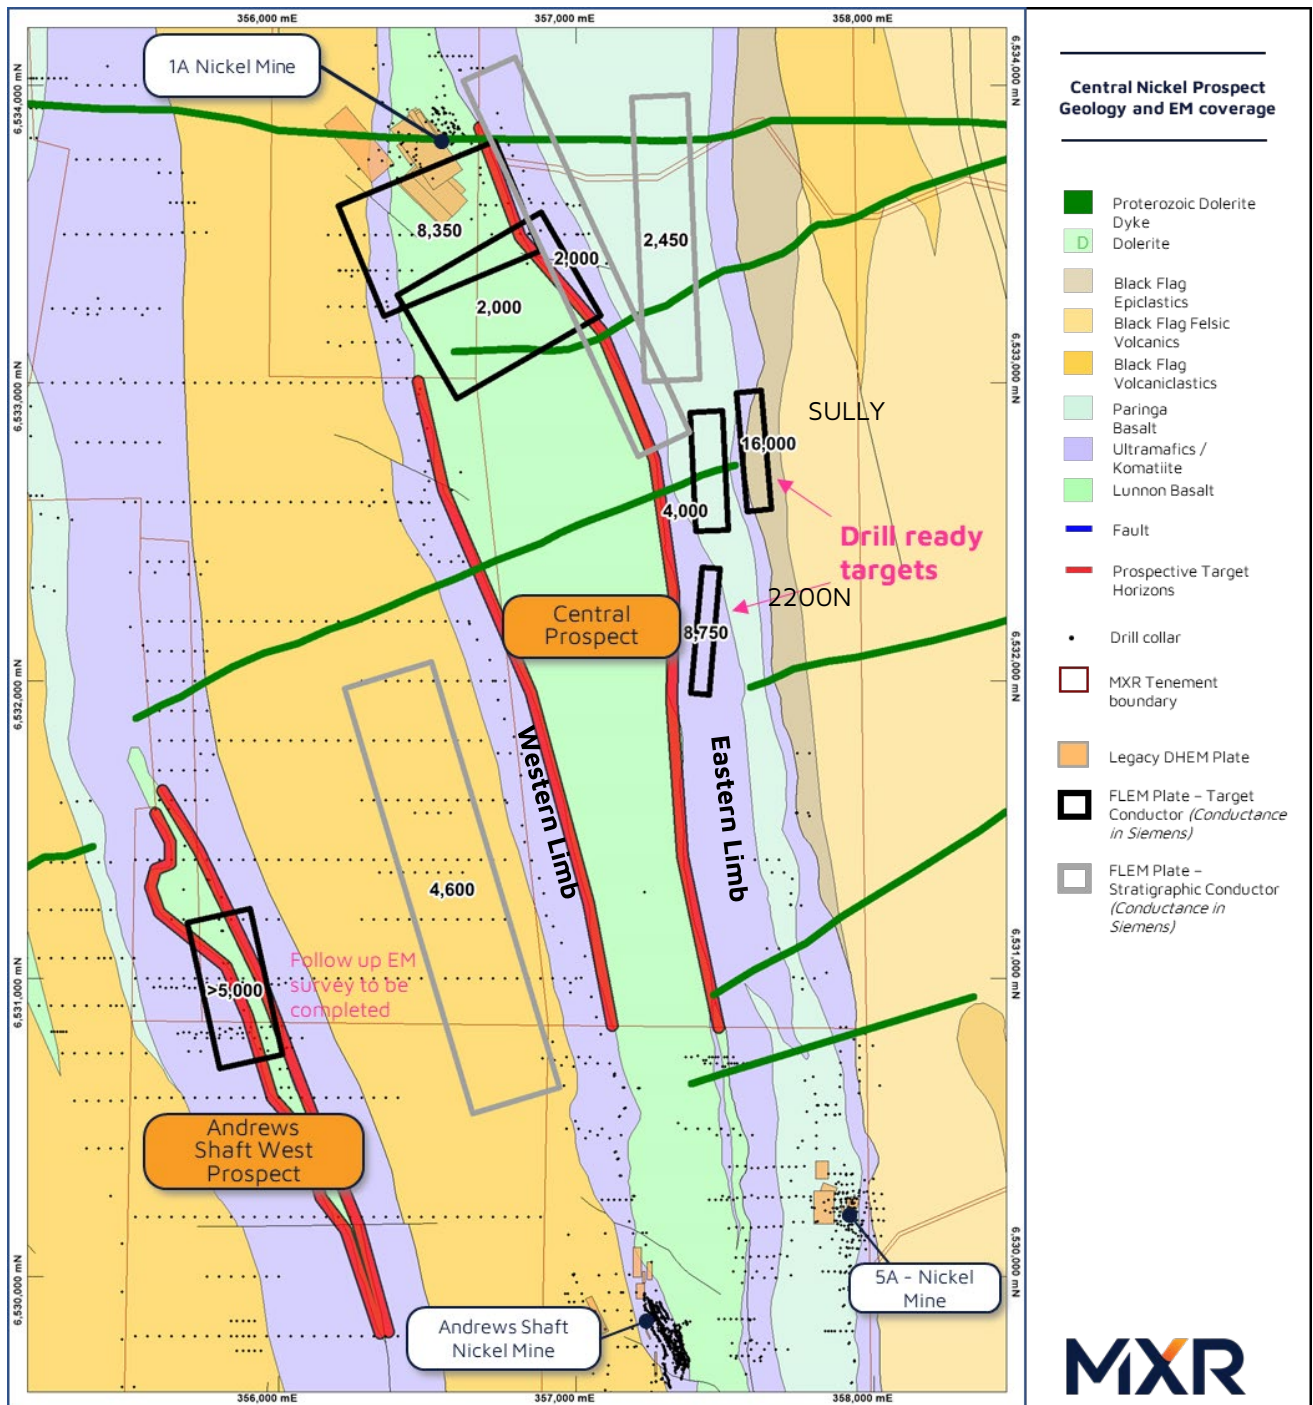 356,000 mE
357,000 mE
358,000 mE
6,534,000 mN
6,534,000 mN
1A Nickel Mine
8,350
2,450
2,000
2,000
6,533,000 mN
6,533,000 mN
SULLY
16,000
4,000
Drill ready
targets
2200N
Central
Prospect
8,750
6,532,000 mN
6,532,000 mN
Western Limb
Eastern Limb
4,600
>5,000
Follow up EM
survey to be
completed
6,531,000 mN
6,531,000 mN
Andrews
Shaft West
Prospect
6,530,000 mN
6,530,000 mN
5A - Nickel
Mine
Andrews Shaft
Nickel Mine
356,000 mE
357,000 mE
358,000 mE
Central Nickel Prospect
Geology and EM coverage
Proterozoic Dolerite
Dyke
D
Dolerite
Black Flag
Epiclastics
Black Flag Felsic
Volcanics
Black Flag
Volcaniclastics
Paringa
Basalt
Ultramafics /
Komatiite
Lunnon Basalt
Fault
Prospective Target
Horizons
Drill collar
MXR Tenement
boundary
Legacy DHEM Plate
FLEM Plate – Target
Conductor (Conductance
in Siemens)
FLEM Plate –
Stratigraphic Conductor
(Conductance in
Siemens)
MXR